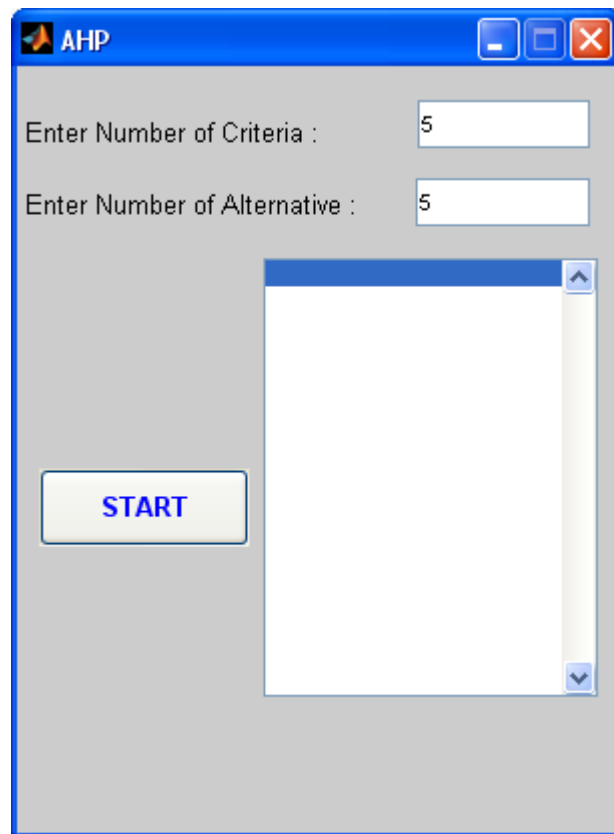 AHP
Enter Number of Criteria : 5
Enter Number of Alternative : 5
START